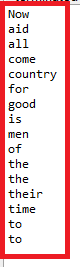 Now
aid
all
come
country
for
good
is
men
of
the
the
their
time
to
to